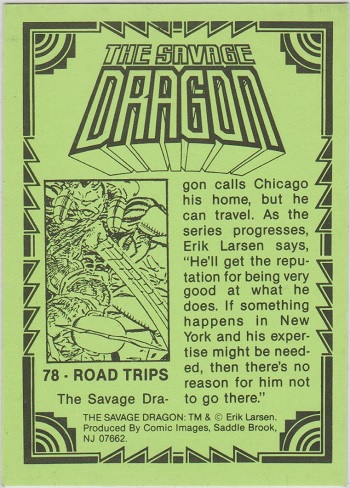 THE SAVAGE
DRAGON
78 - ROAD TRIPS
The Savage Dra-
gon calls Chicago
his home, but he
can travel. As the
series progresses,
Erik Larsen says,
"He'll get the repu-
tation for being very
good at what he
does. If something
happens in New
York and his exper-
tise might be need-
ed, then there's no
reason for him not
to go there."
THE SAVAGE DRAGON: TM & © Erik Larsen.
Produced By Comic Images, Saddle Brook,
NJ 07662.